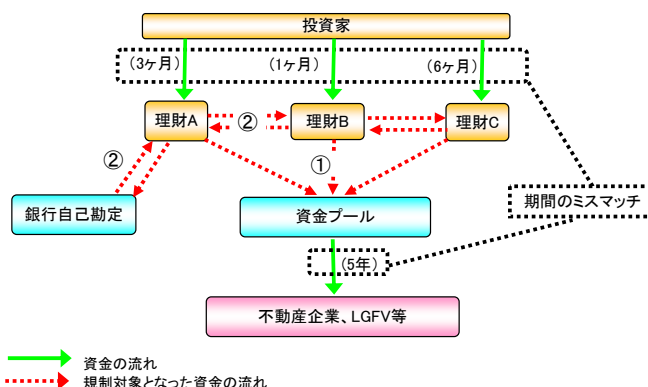 投資家
(3ヶ月)
(1ヶ月)
(6ヶ月)
理財A
②
理財B
理財C
②
①
銀行自己勘定
資金プール
期間のミスマッチ
(5年)
不動産企業、LGFV等
資金の流れ
規制対象となった資金の流れ